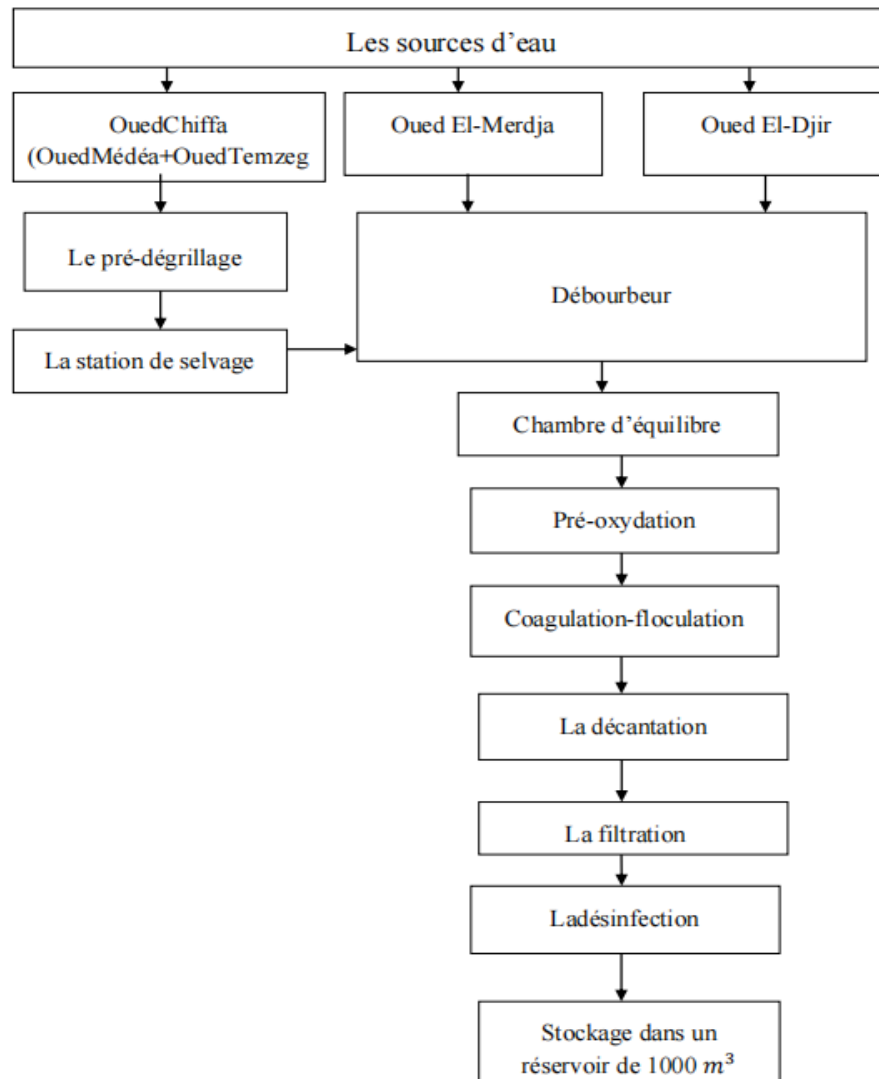 Les sources d'eau
OuedChiffa
(OuedMédéa+OuedTemzeg
Oued El-Merdja
Oued El-Djir
Le pré-dégrillage
Débourbeur
La station de selvage
Chambre d'équilibre
Pré-oxydation
Coagulation-floculation
La décantation
La filtration
Ladésinfection
Stockage dans un
réservoir de 1000 m³